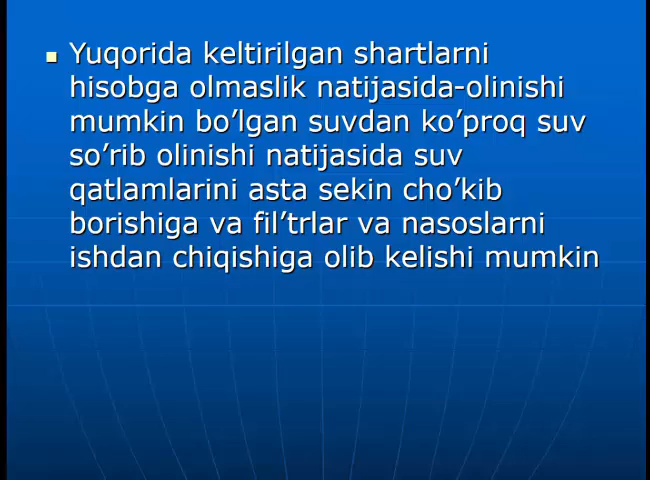 Yuqorida keltirilgan shartlarni
hisobga olmaslik natijasida-olinishi
mumkin bo’lgan suvdan ko’proq suv
so’rib olinishi natijasida suv
qatlamlarini asta sekin cho’kib
borishiga va fil’trlar va nasoslarni
ishdan chiqishiga olib kelishi mumkin